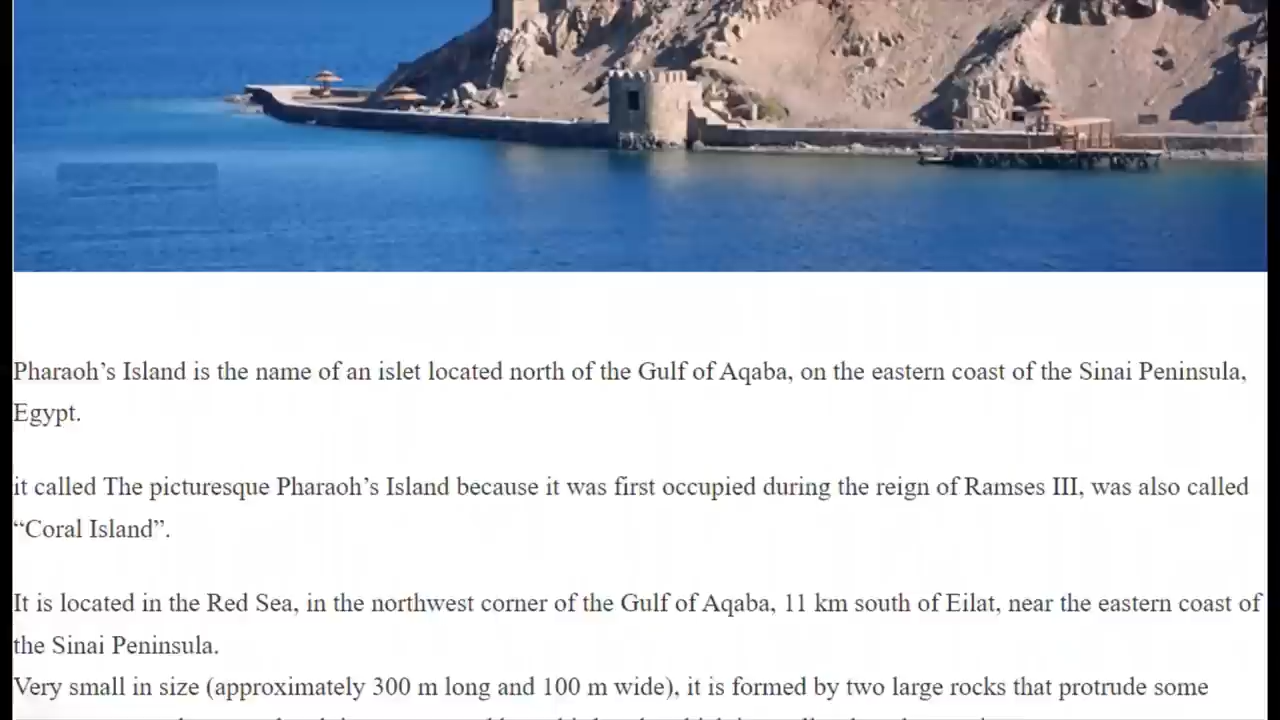 Pharaoh’s Island is the name of an islet located north of the Gulf of Aqaba, on the eastern coast of the Sinai Peninsula,
Egypt.
it called The picturesque Pharaoh’s Island because it was first occupied during the reign of Ramses III, was also called
“Coral Island”.
It is located in the Red Sea, in the northwest corner of the Gulf of Aqaba, 11 km south of Eilat, near the eastern coast of
the Sinai Peninsula.
Very small in size (approximately 300 m long and 100 m wide), it is formed by two large rocks that protrude some